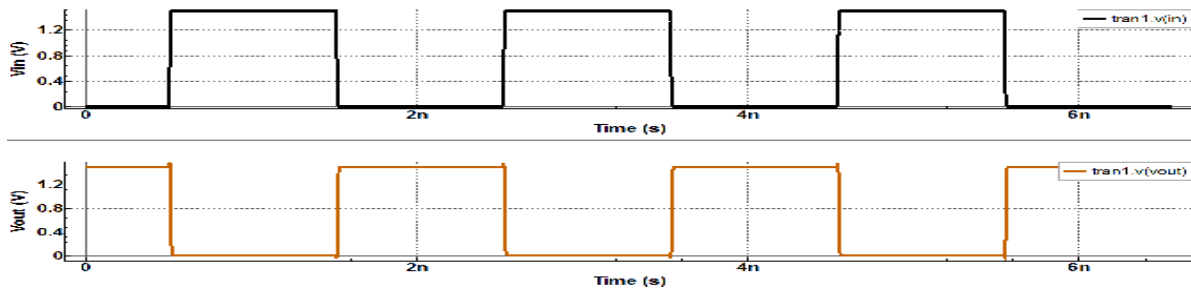 tran1.v(in)
Vin (V)
1.2
0.8
0.4
0
0 2n 4n 6n
Time (s)
tran1.v(vout)
Vout (V)
1.2
0.8
0.4
0
0 2n 4n 6n
Time (s)